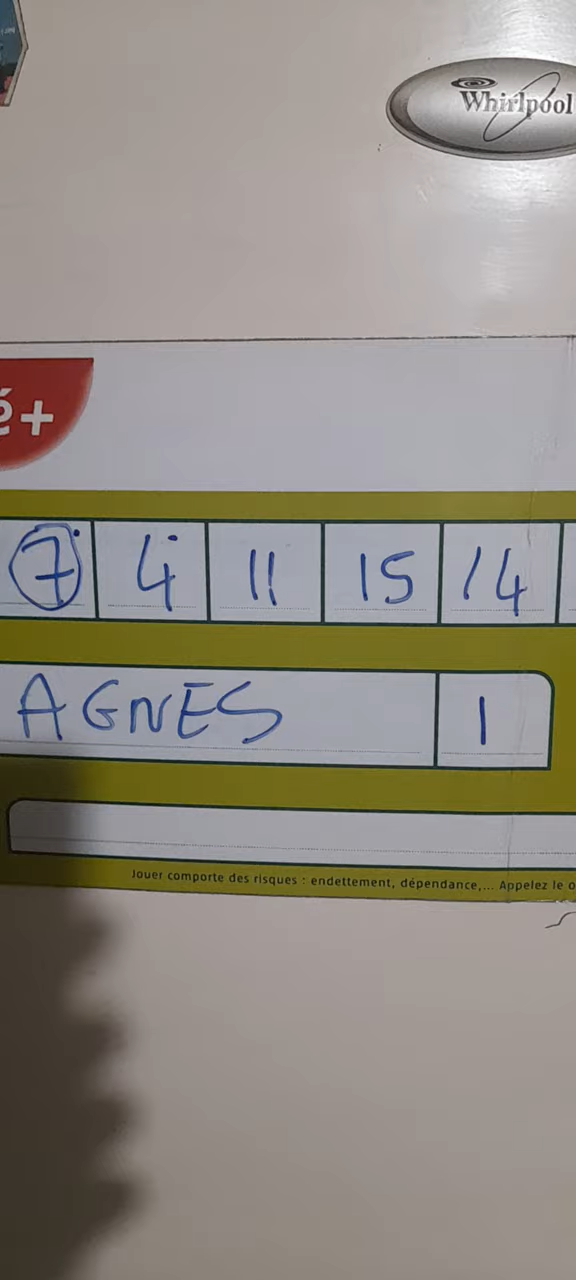 Whirlpool
é+
7 4 11 15 14
AGNES 1
Jouer comporte des risques : endettement, dépendance,... Appelez le